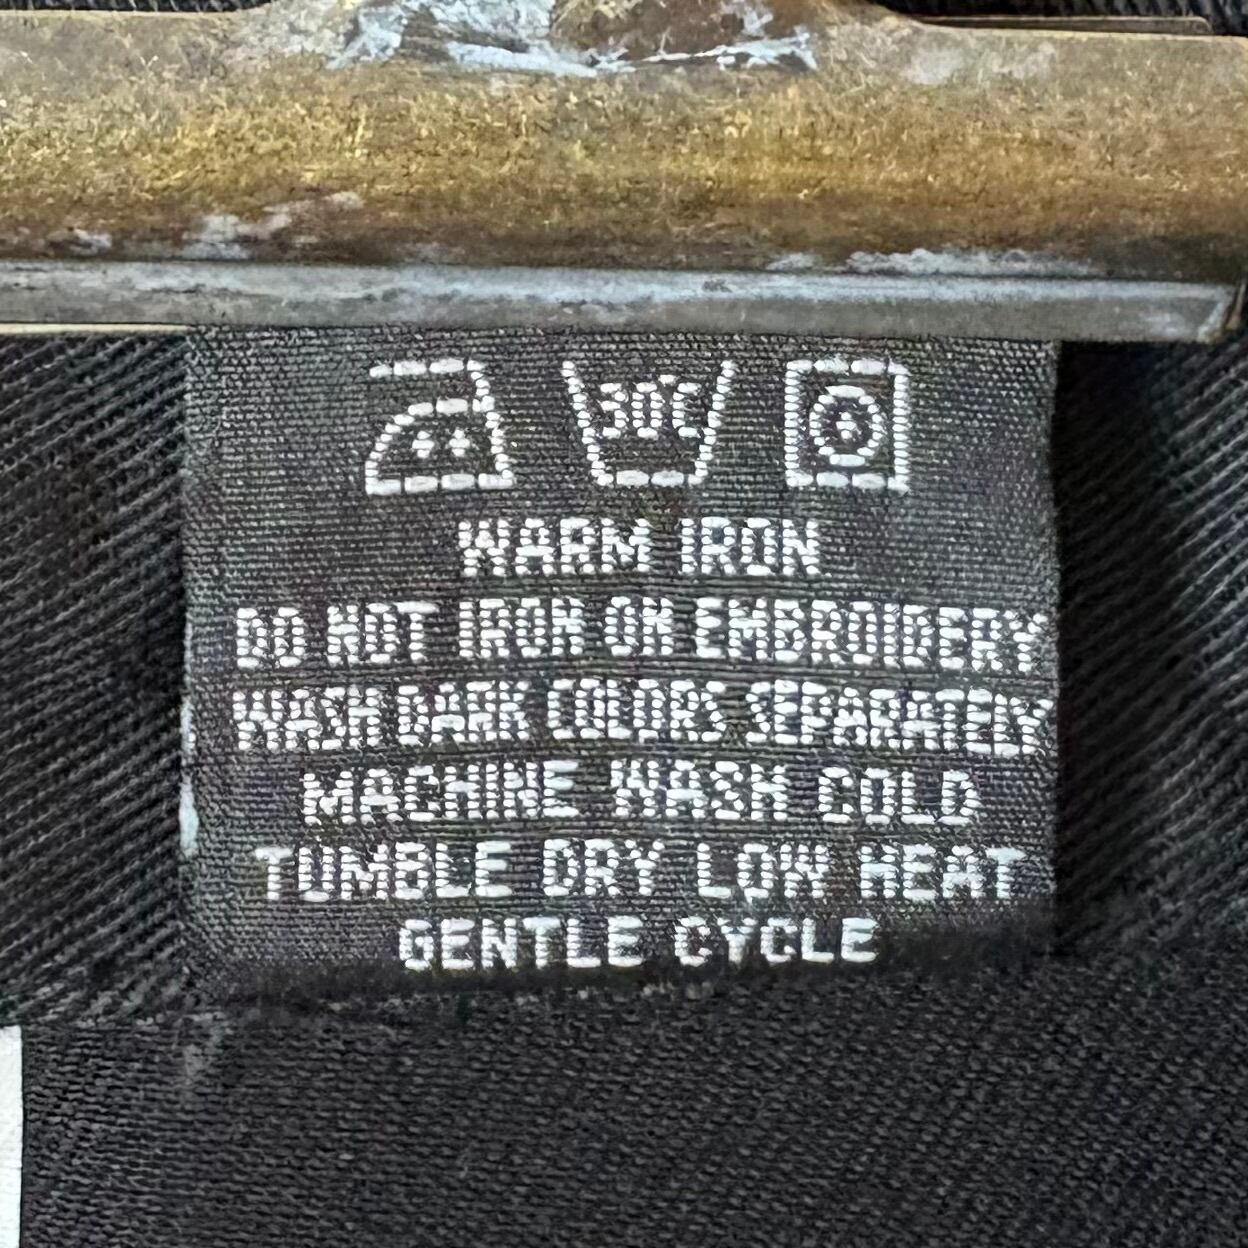 30°C
WARM IRON
DO NOT IRON ON EMBROIDERY
WASH DARK COLORS SEPARATELY
MACHINE WASH COLD
TUMBLE DRY LOW HEAT
GENTLE CYCLE